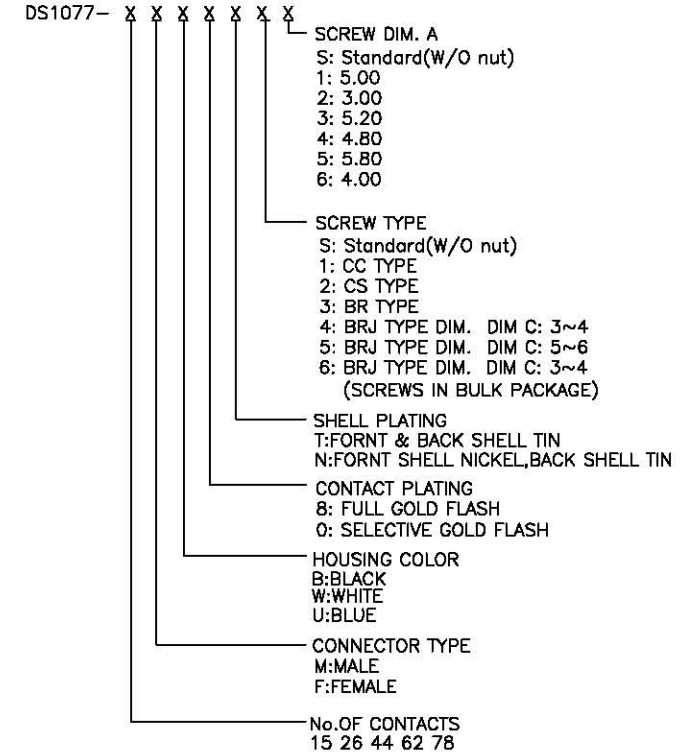 DS1077- X X X X X X X
SCREW DIM. A
S: Standard(W/O nut)
1: 5.00
2: 3.00
3: 5.20
4: 4.80
5: 5.80
6: 4.00
SCREW TYPE
S: Standard(W/O nut)
1: CC TYPE
2: CS TYPE
3: BR TYPE
4: BRJ TYPE DIM. DIM C: 3~4
5: BRJ TYPE DIM. DIM C: 5~6
6: BRJ TYPE DIM. DIM C: 3~4
(SCREWS IN BULK PACKAGE)
SHELL PLATING
T:FORNT & BACK SHELL TIN
N:FORNT SHELL NICKEL,BACK SHELL TIN
CONTACT PLATING
8: FULL GOLD FLASH
0: SELECTIVE GOLD FLASH
HOUSING COLOR
B:BLACK
W:WHITE
U:BLUE
CONNECTOR TYPE
M:MALE
F:FEMALE
No.OF CONTACTS
15 26 44 62 78